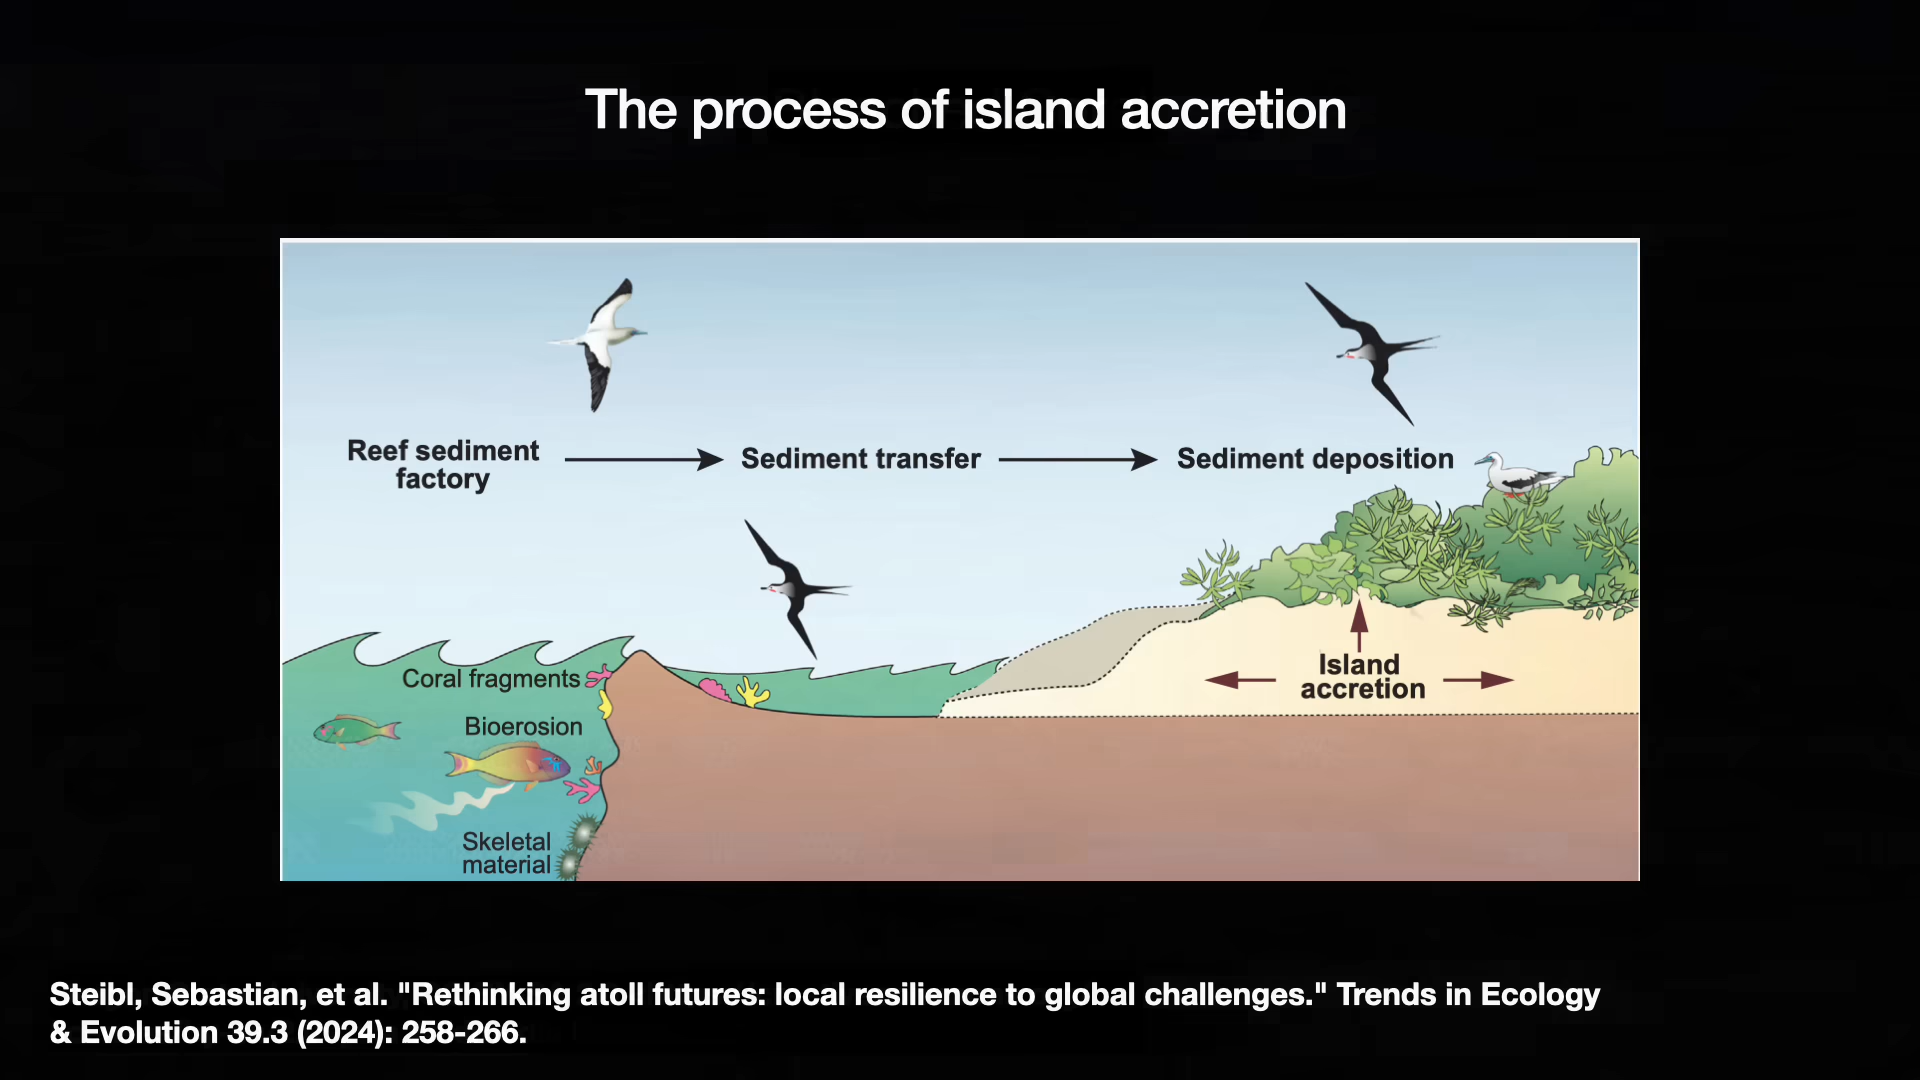 The process of island accretion
Reef sediment
factory
Sediment transfer
Sediment deposition
Coral fragments
Bioerosion
Skeletal
material
Island
accretion
Steibl, Sebastian, et al. "Rethinking atoll futures: local resilience to global challenges." Trends in Ecology
& Evolution 39.3 (2024): 258-266.